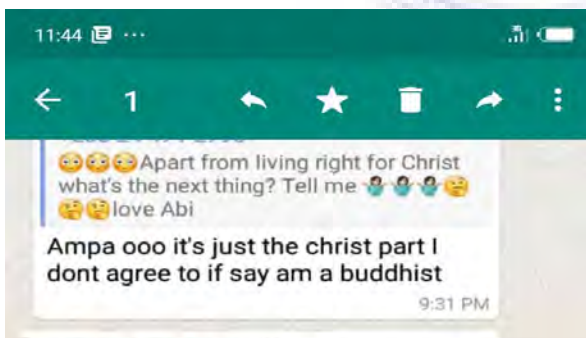 11:44
1
😳😳😳Apart from living right for Christ
what's the next thing? Tell me 🤷🏻‍♀️🤷🏻‍♀️🤷🏻‍♀️🤔
🤔🤔love Abi
Ampa ooo it's just the christ part I
dont agree to if say am a buddhist
9:31 PM